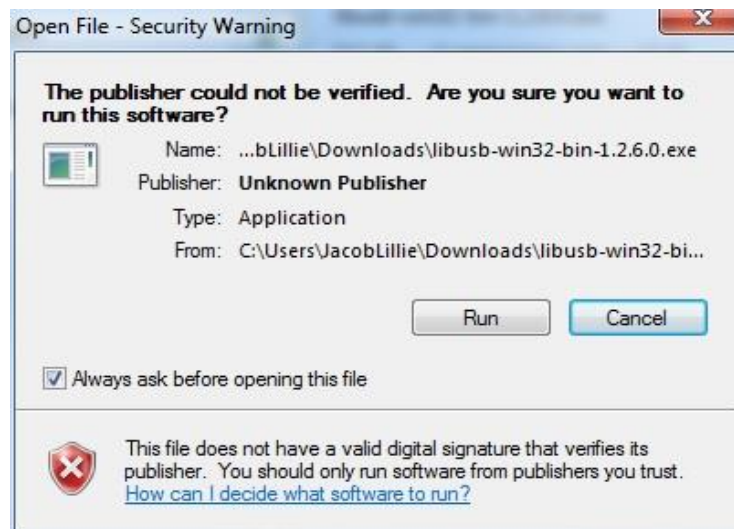 Open File - Security Warning
The publisher could not be verified. Are you sure you want to
run this software?
Name: ...bLillie\Downloads\libusb-win32-bin-1.2.6.0.exe
Publisher: Unknown Publisher
Type: Application
From: C:\Users\JacobLillie\Downloads\libusb-win32-bi...
Run Cancel
Always ask before opening this file
This file does not have a valid digital signature that verifies its
publisher. You should only run software from publishers you trust.
How can I decide what software to run?